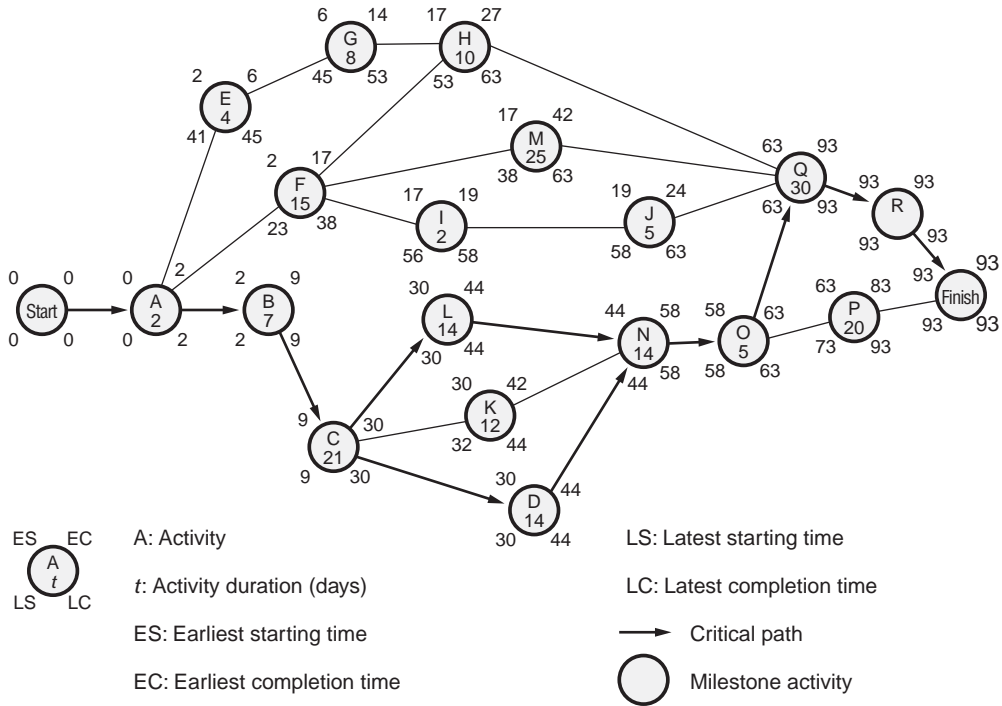 6 14
G
8
45 53
17 27
H
10
53 63
2 6
E
4
41 45
17 42
M
25
38 63
2 17
F
15
23 38
17 19
I
2
56 58
19 24
J
5
58 63
63 93
Q
30
63 93
93 93
R
93 93
0 0
Start
0 0
0 2
A
2
2 2
2 9
B
7
2 9
30 44
L
14
30 44
44 58
N
14
44 58
58 63
O
5
58 63
63 83
P
20
73 93
93 93
Finish
93 93
9 30
C
21
9 30
30 42
K
12
32 44
30 44
D
14
30 44
ES EC
A
t
LS LC
A: Activity
t: Activity duration (days)
ES: Earliest starting time
EC: Earliest completion time
LS: Latest starting time
LC: Latest completion time
Critical path
Milestone activity